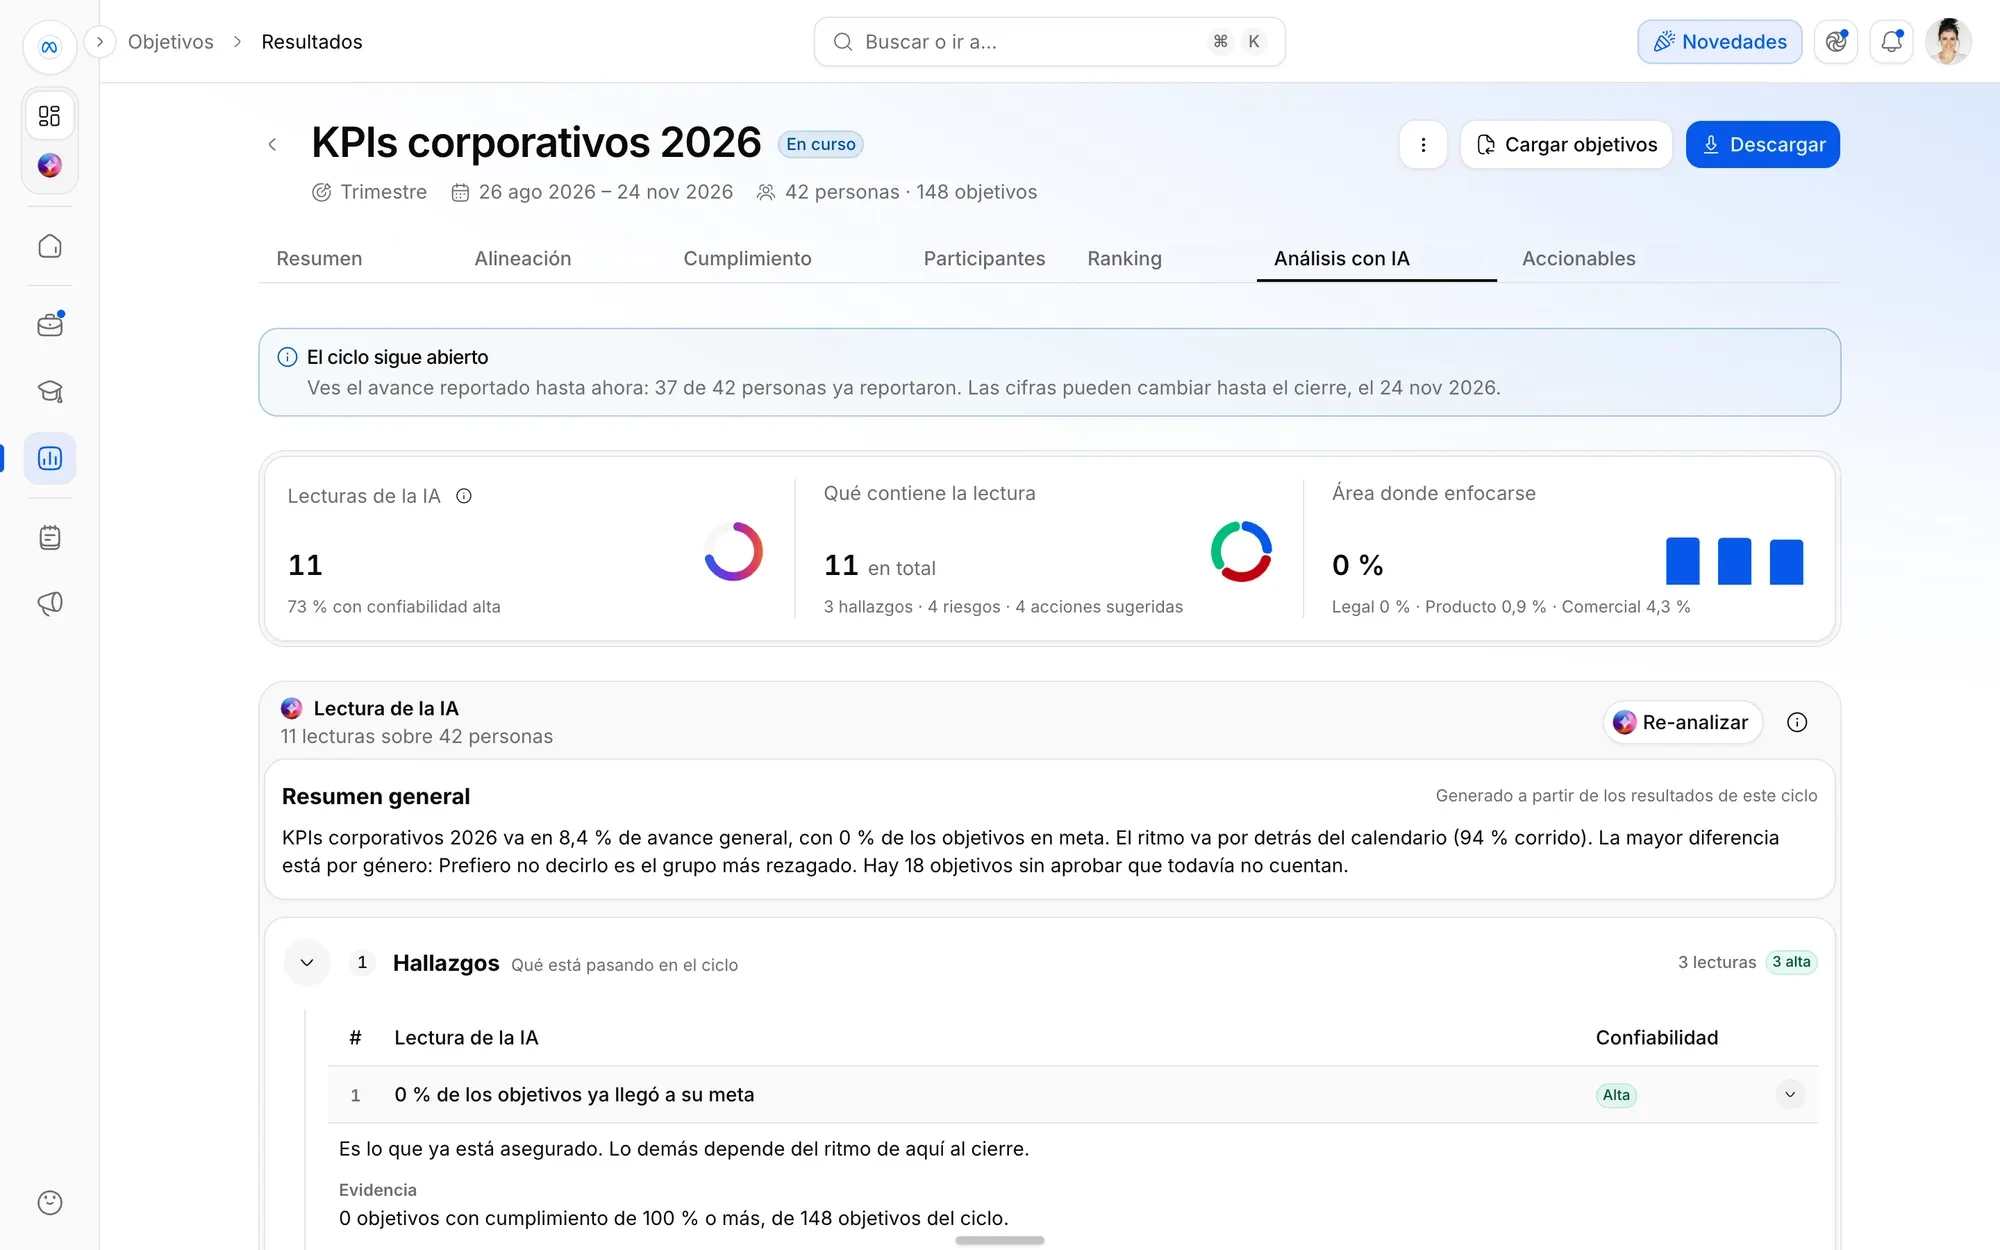 Objetivos
Resultados
Buscar o ir a...
⌘ K
Novedades
KPIs corporativos 2026
En curso
Cargar objetivos
Descargar
Trimestre
26 ago 2026 – 24 nov 2026
42 personas · 148 objetivos
Resumen
Alineación
Cumplimiento
Participantes
Ranking
Análisis con IA
Accionables
El ciclo sigue abierto
Ves el avance reportado hasta ahora: 37 de 42 personas ya reportaron. Las cifras pueden cambiar hasta el cierre, el 24 nov 2026.
Lecturas de la IA
11
73 % con confiabilidad alta
Qué contiene la lectura
11 en total
3 hallazgos · 4 riesgos · 4 acciones sugeridas
Área donde enfocarse
0 %
Legal 0 % · Producto 0,9 % · Comercial 4,3 %
Lectura de la IA
11 lecturas sobre 42 personas
Re-analizar
Resumen general
Generado a partir de los resultados de este ciclo
KPIs corporativos 2026 va en 8,4 % de avance general, con 0 % de los objetivos en meta. El ritmo va por detrás del calendario (94 % corrido). La mayor diferencia
está por género: Prefiero no decirlo es el grupo más rezagado. Hay 18 objetivos sin aprobar que todavía no cuentan.
1
Hallazgos
Qué está pasando en el ciclo
3 lecturas
3 alta
# Lectura de la IA
Confiabilidad
1 0 % de los objetivos ya llegó a su meta
Alta
Es lo que ya está asegurado. Lo demás depende del ritmo de aquí al cierre.
Evidencia
0 objetivos con cumplimiento de 100 % o más, de 148 objetivos del ciclo.